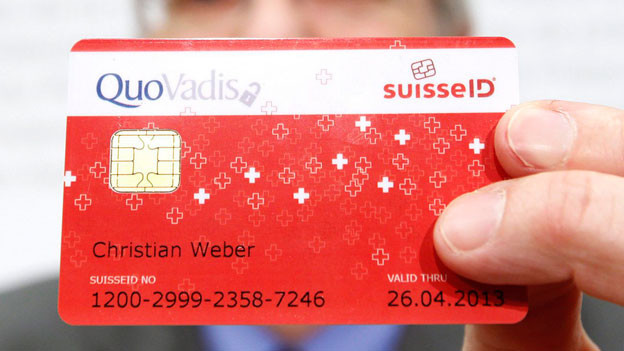 QuoVadis suisseID
Christian Weber
SUISSEID NO VALID THRU
1200-2999-2358-7246 26.04.2013